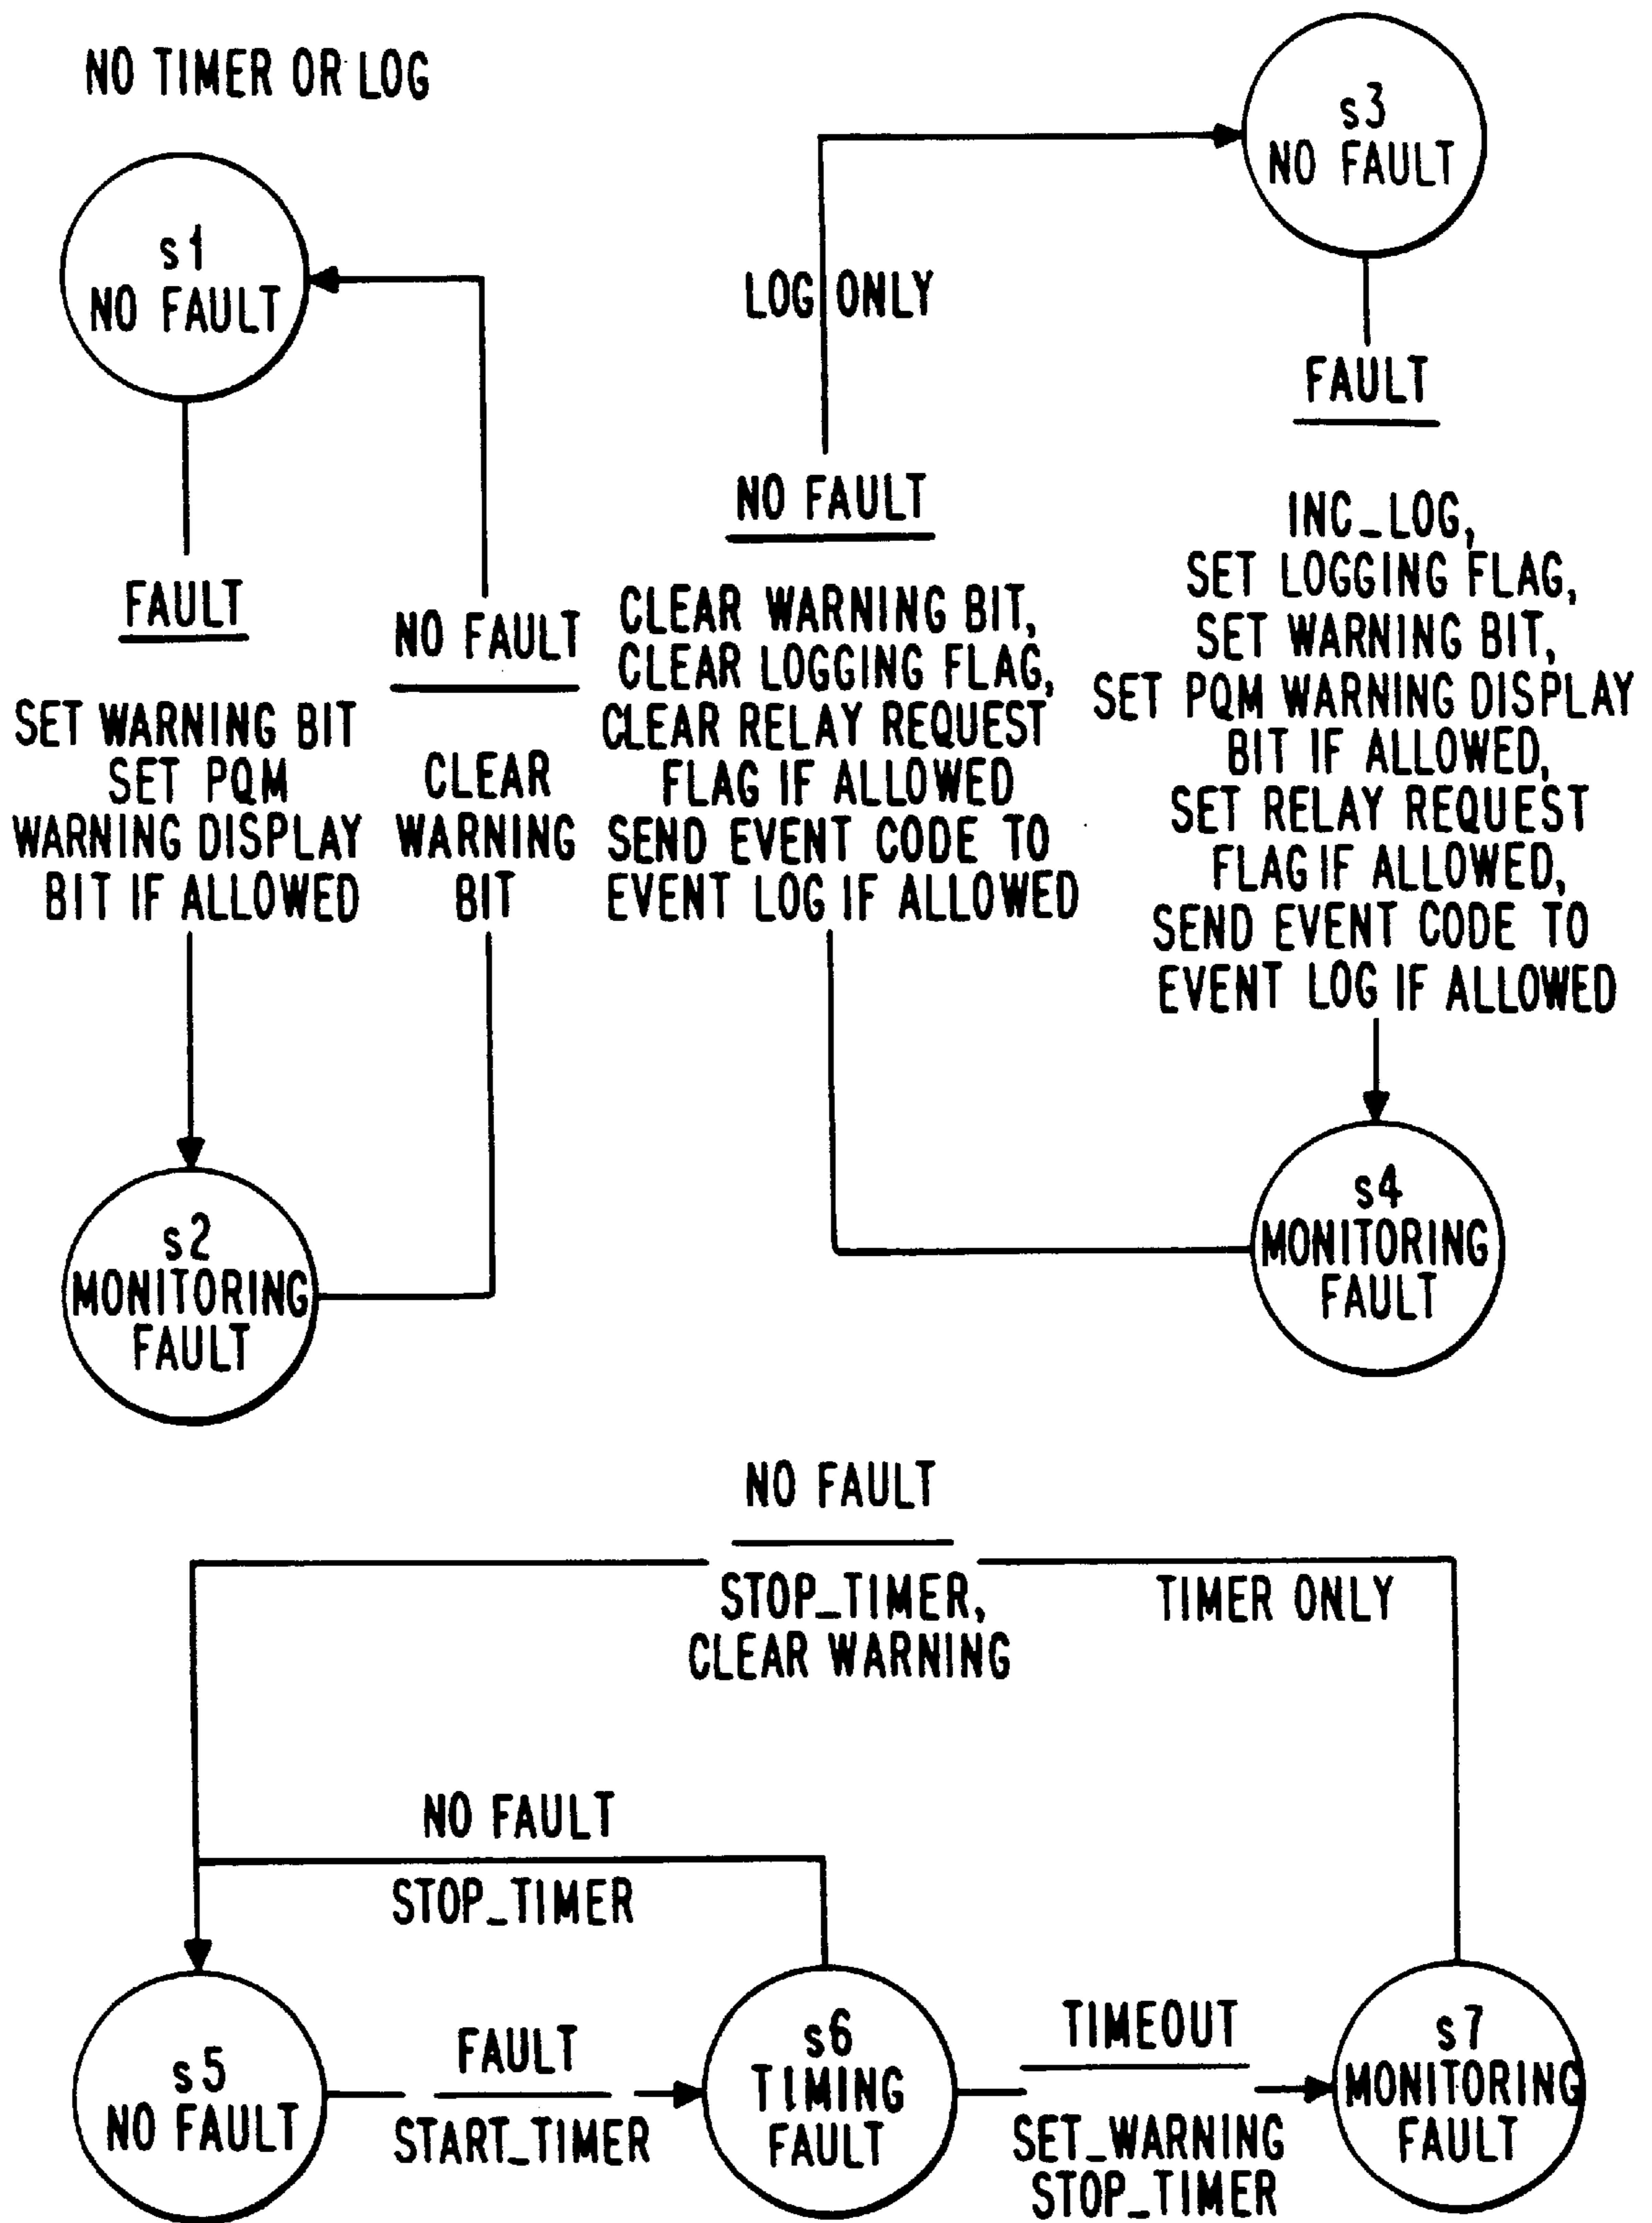 NO TIMER OR LOG
s1
NO FAULT
FAULT
SET WARNING BIT
SET PQM
WARNING DISPLAY
BIT IF ALLOWED
s2
MONITORING
FAULT
NO FAULT
CLEAR
WARNING
BIT
LOG ONLY
NO FAULT
CLEAR WARNING BIT,
CLEAR LOGGING FLAG,
CLEAR RELAY REQUEST
FLAG IF ALLOWED
SEND EVENT CODE TO
EVENT LOG IF ALLOWED
s3
NO FAULT
FAULT
INC_LOG,
SET LOGGING FLAG,
SET WARNING BIT,
SET PQM WARNING DISPLAY
BIT IF ALLOWED,
SET RELAY REQUEST
FLAG IF ALLOWED,
SEND EVENT CODE TO
EVENT LOG IF ALLOWED
s4
MONITORING
FAULT
NO FAULT
STOP_TIMER,
CLEAR WARNING
TIMER ONLY
NO FAULT
STOP_TIMER
s5
NO FAULT
FAULT
START_TIMER
s6
TIMING
FAULT
TIMEOUT
SET_WARNING
STOP_TIMER
s7
MONITORING
FAULT